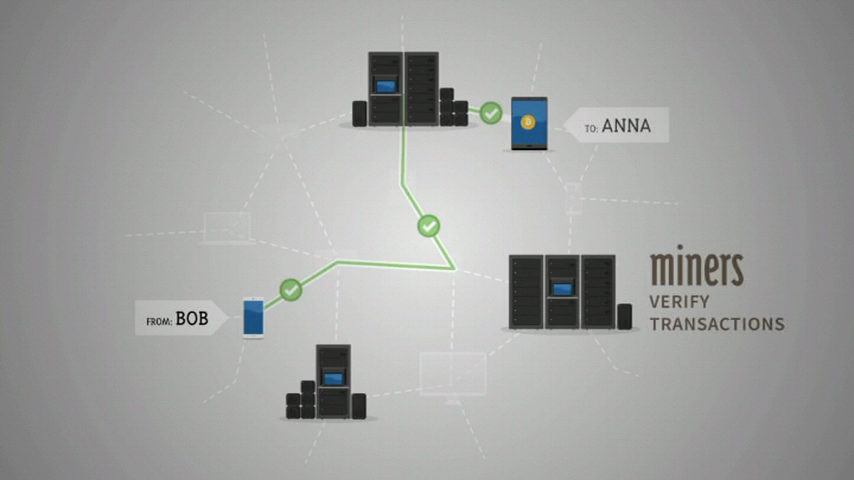 TO: ANNA
miners
VERIFY
TRANSACTIONS
FROM: BOB